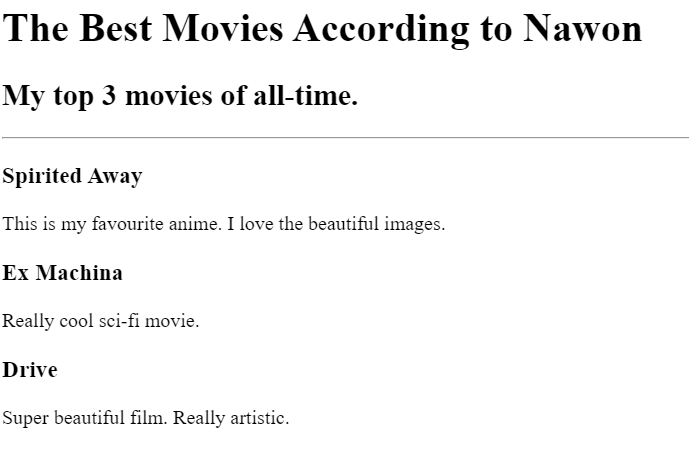 The Best Movies According to Nawon
My top 3 movies of all-time.
Spirited Away
This is my favourite anime. I love the beautiful images.
Ex Machina
Really cool sci-fi movie.
Drive
Super beautiful film. Really artistic.